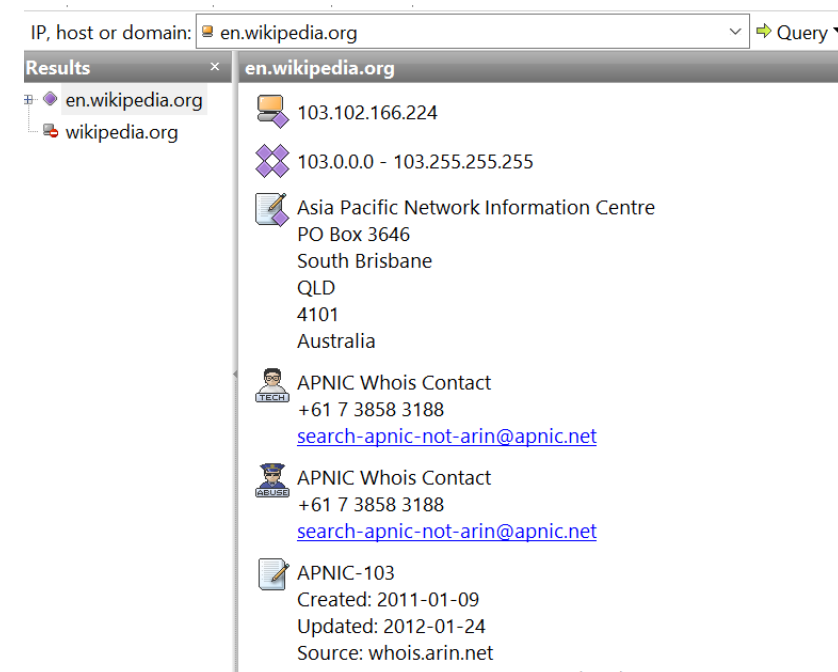 IP, host or domain: en.wikipedia.org Query
Results × en.wikipedia.org
en.wikipedia.org
wikipedia.org
103.102.166.224
103.0.0.0 - 103.255.255.255
Asia Pacific Network Information Centre
PO Box 3646
South Brisbane
QLD
4101
Australia
TECH
APNIC Whois Contact
+61 7 3858 3188
search-apnic-not-arin@apnic.net
ABUSE
APNIC Whois Contact
+61 7 3858 3188
search-apnic-not-arin@apnic.net
APNIC-103
Created: 2011-01-09
Updated: 2012-01-24
Source: whois.arin.net